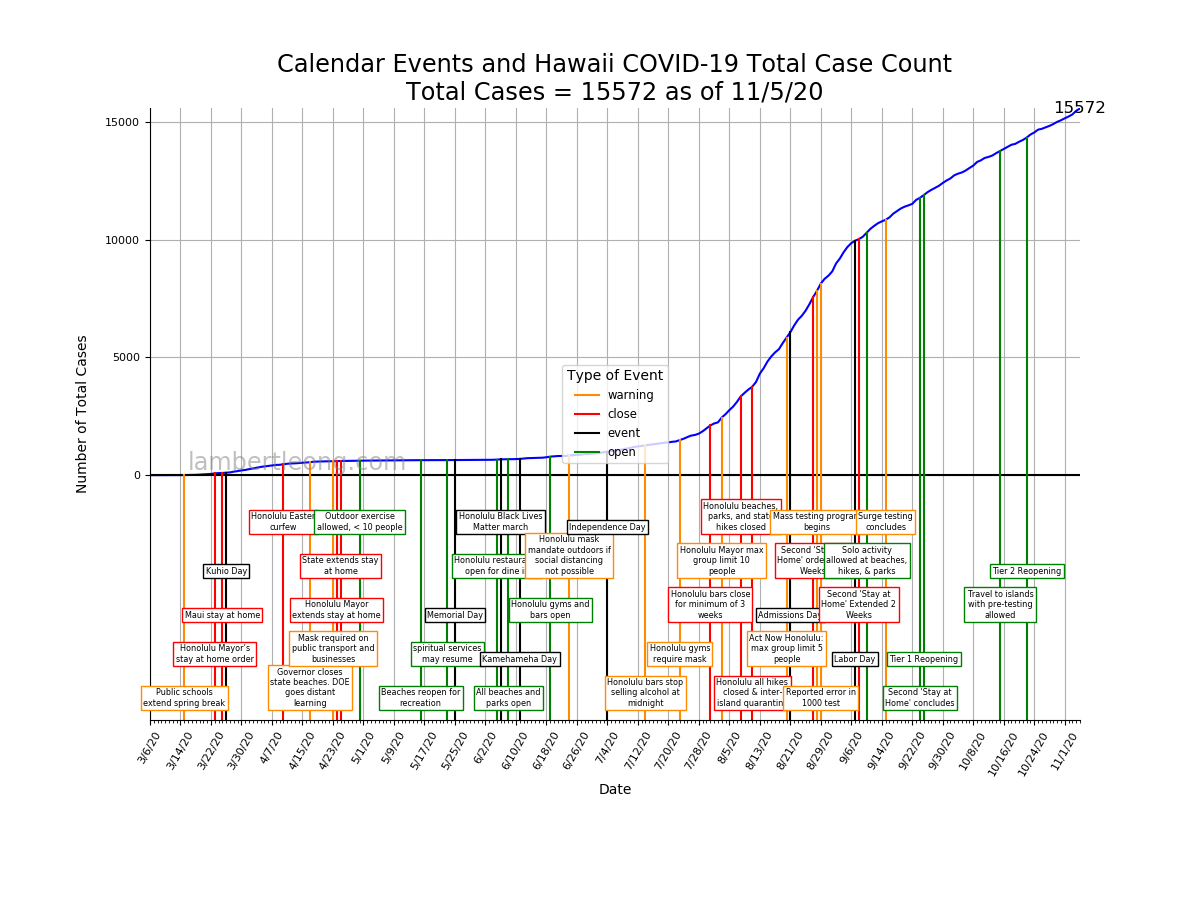 Calendar Events and Hawaii COVID-19 Total Case Count
Total Cases = 15572 as of 11/5/20
15572
15000
10000
5000
0
Number of Total Cases
Type of Event
warning
close
event
open
lambertleong.com
Honolulu Easter
curfew
Outdoor exercise
allowed, < 10 people
Honolulu Black Lives
Matter march
Independence Day
Honolulu beaches,
parks, and state
hikes closed
Mass testing program
begins
Surge testing
concludes
Kuhio Day
State extends stay
at home
Honolulu
open for dine
Honolulu mask
mandate outdoors if
social distancing
not possible
Honolulu Mayor max
group limit 10
people
Second
Home'
Weeks
Solo activity
allowed at beaches,
hikes, & parks
Tier 2 Reopening
Maui stay at home
Honolulu Mayor
extends stay at home
Memorial Day
Honolulu gyms and
bars open
Honolulu bars close
for minimum of 3
weeks
Admissions Day
Second 'Stay at
Home' Extended 2
Weeks
Travel to islands
with pre-testing
allowed
Honolulu Mayor's
stay at home order
Mask required on
public transport and
businesses
spiritual services
may resume
Kamehameha Day
Honolulu gyms
require mask
Act Now Honolulu:
max group limit 5
people
Labor Day
Tier 1 Reopening
Public schools
extend spring break
Governor closes
state beaches. DOE
goes distant
learning
Beaches reopen for
recreation
All beaches and
parks open
Honolulu bars stop
selling alcohol at
midnight
Honolulu all hikes
closed & inter-
island quarantine
Reported error in
1000 test
Second 'Stay at
Home' concludes
3/6/20
3/14/20
3/22/20
3/30/20
4/7/20
4/15/20
4/23/20
5/1/20
5/9/20
5/17/20
5/25/20
6/2/20
6/10/20
6/18/20
6/26/20
7/4/20
7/12/20
7/20/20
7/28/20
8/5/20
8/13/20
8/21/20
8/29/20
9/6/20
9/14/20
9/22/20
9/30/20
10/8/20
10/16/20
10/24/20
11/1/20
Date